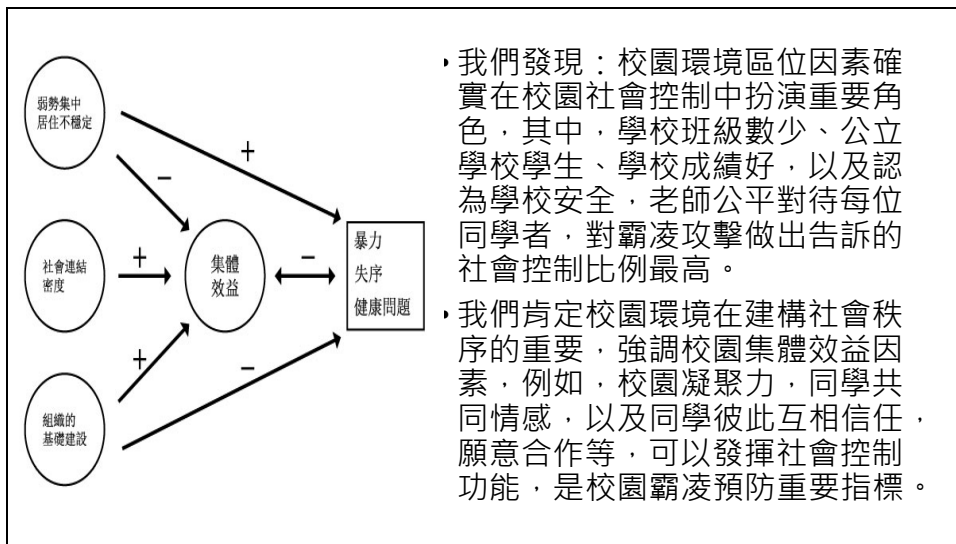 弱勢集中
居住不穩定
+
−
社會連結
密度
+
集體
效益
−
暴力
失序
健康問題
+
−
組織的
基礎建設
•我們發現：校園環境區位因素確
實在校園社會控制中扮演重要角
色，其中，學校班級數少、公立
學校學生、學校成績好，以及認
為學校安全，老師公平對待每位
同學者，對霸凌攻擊做出告訴的
社會控制比例最高。
•我們肯定校園環境在建構社會秩
序的重要，強調校園集體效益因
素，例如，校園凝聚力，同學共
同情感，以及同學彼此互相信任，
願意合作等，可以發揮社會控制
功能，是校園霸凌預防重要指標。